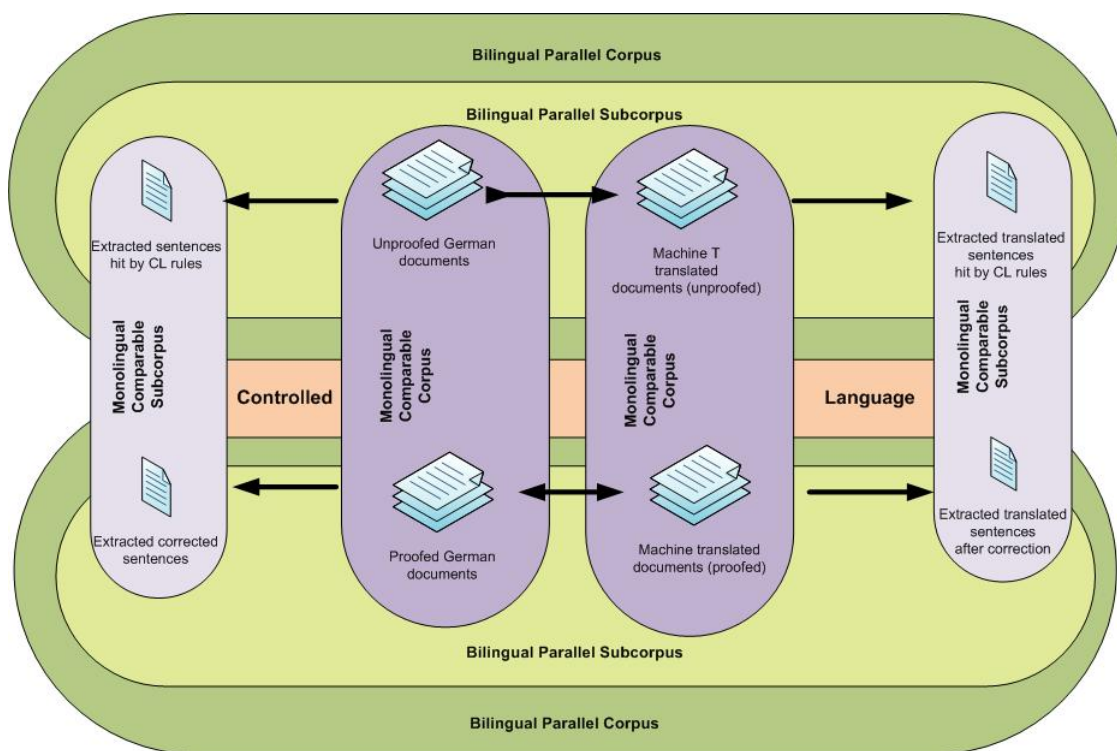 Bilingual Parallel Corpus
Bilingual Parallel Subcorpus
Extracted sentences
hit by CL rules
Unproofed German
documents
Machine T
translated
documents (unproofed)
Extracted translated
sentences
hit by CL rules
Monolingual
Comparable
Subcorpus
Controlled
Monolingual
Comparable
Corpus
Monolingual
Comparable
Corpus
Language
Monolingual
Comparable
Subcorpus
Extracted corrected
sentences
Proofed German
documents
Machine translated
documents (proofed)
Extracted translated
sentences
after correction
Bilingual Parallel Subcorpus
Bilingual Parallel Corpus